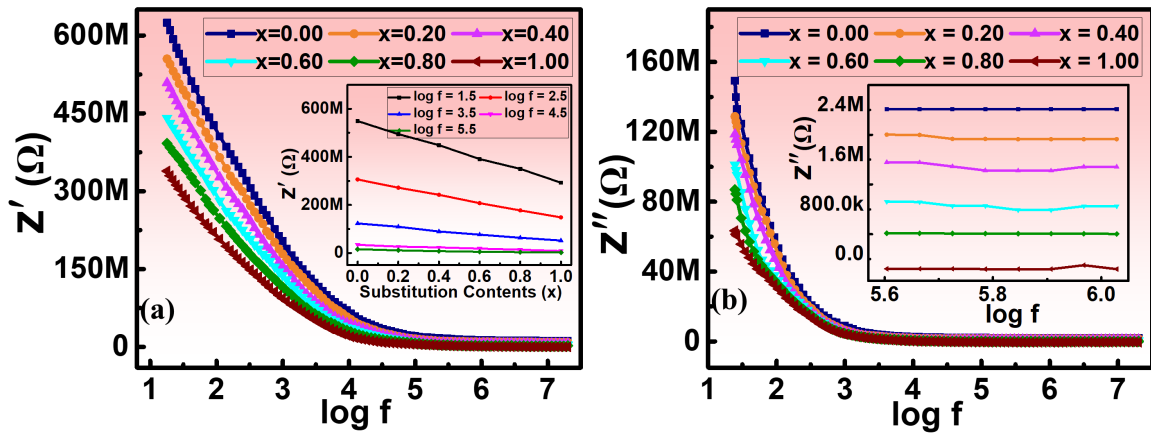 600M
450M
300M
150M
0
Z′ (Ω)
x=0.00 x=0.20 x=0.40
x=0.60 x=0.80 x=1.00
log f = 1.5 log f = 2.5
log f = 3.5 log f = 4.5
log f = 5.5
600M
400M
200M
0
Z′ (Ω)
0.0 0.2 0.4 0.6 0.8 1.0
Substitution Contents (x)
(a)
1 2 3 4 5 6 7
log f
160M
120M
80M
40M
0
Z″ (Ω)
x = 0.00 x = 0.20 x = 0.40
x = 0.60 x = 0.80 x = 1.00
2.4M
1.6M
800.0k
0.0
Z″ (Ω)
5.6 5.8 6.0
log f
(b)
1 2 3 4 5 6 7
log f